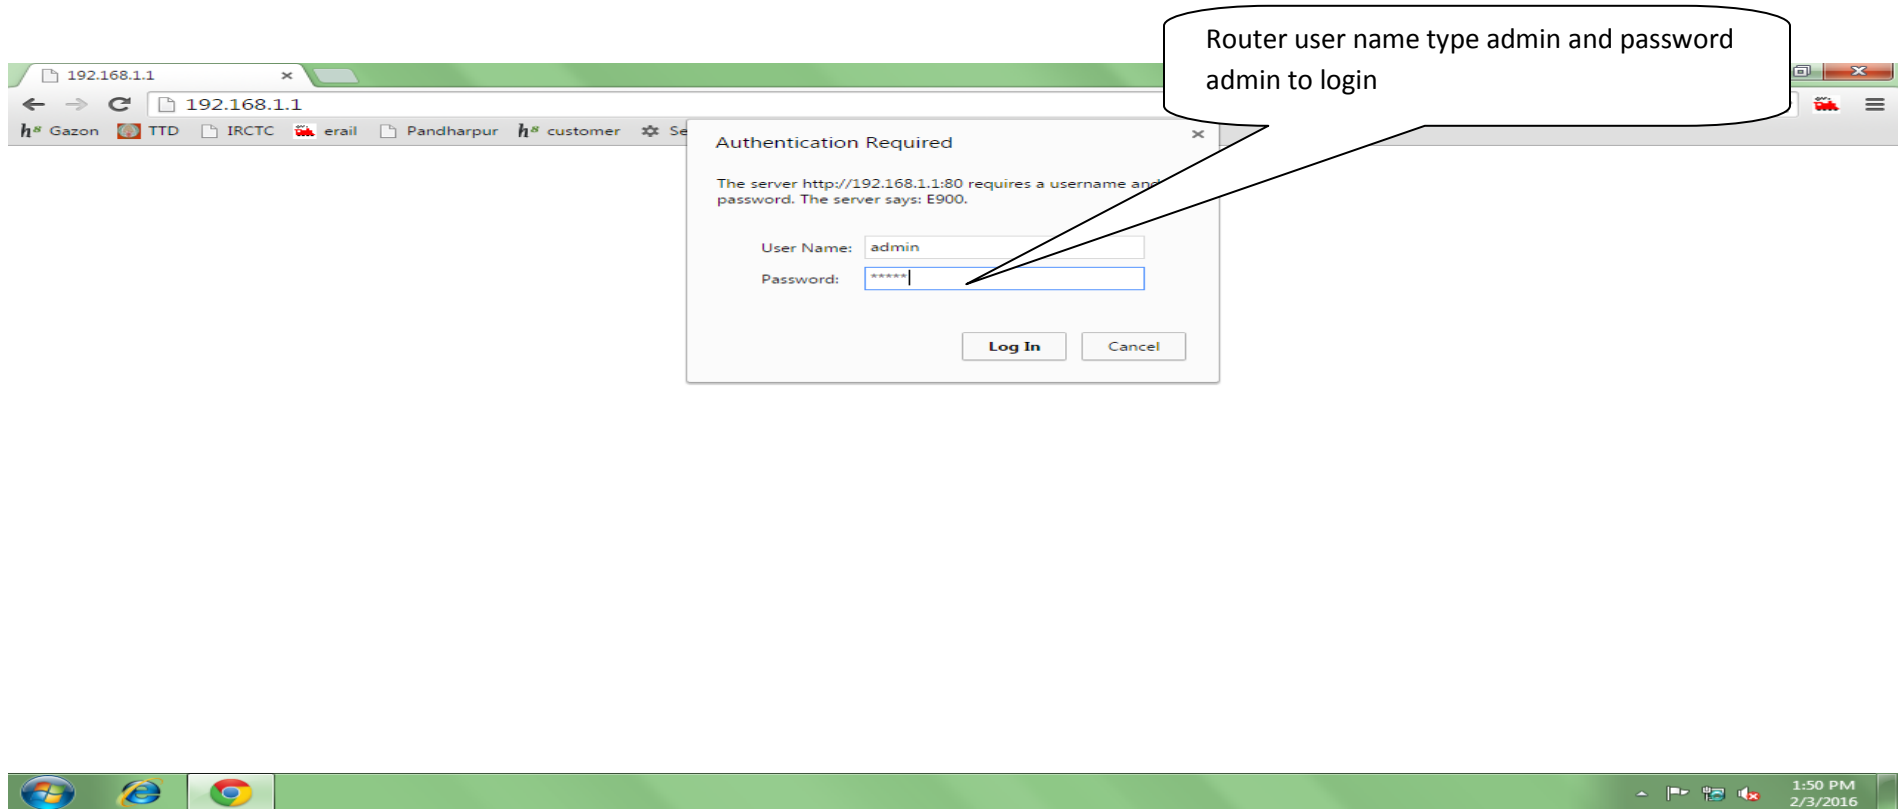 Router user name type admin and password
admin to login
192.168.1.1
192.168.1.1
Gazon TTD IRCTC erail Pandharpur customer Se
Authentication Required
The server http://192.168.1.1:80 requires a username and
password. The server says: E900.
User Name: admin
Password: *****
Log In Cancel
1:50 PM
2/3/2016